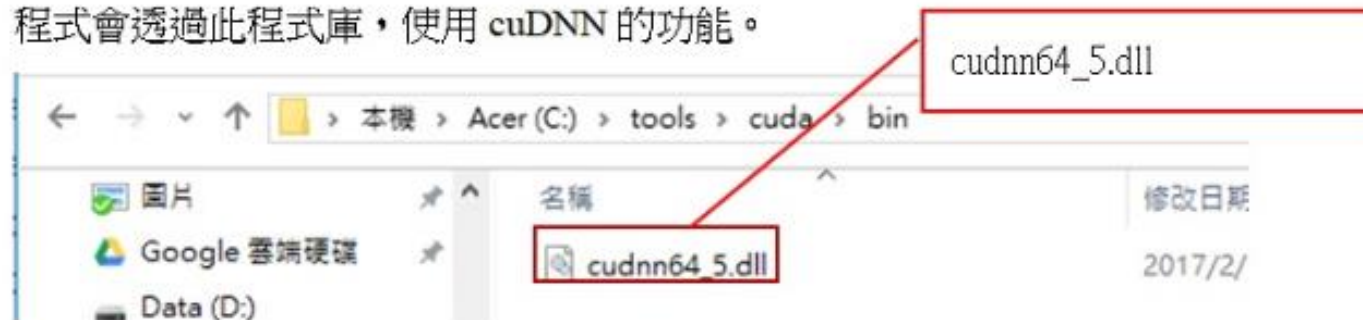 程式會透過此程式庫，使用 cuDNN 的功能。
cudnn64_5.dll
本機 › Acer (C:) › tools › cuda › bin
圖片
名稱
修改日期
Google 雲端硬碟
cudnn64_5.dll
2017/2/
Data (D:)